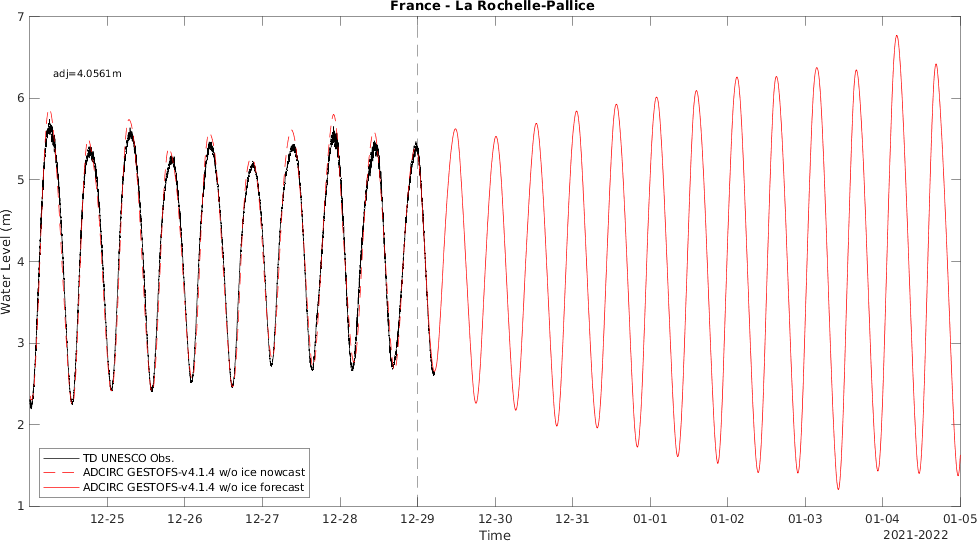 France - La Rochelle-Pallice
7
adj=4.0561m
6
5
4
3
2
1
Water Level (m)
TD UNESCO Obs.
ADCIRC GESTOFS-v4.1.4 w/o ice nowcast
ADCIRC GESTOFS-v4.1.4 w/o ice forecast
12-25 12-26 12-27 12-28 12-29 12-30 12-31 01-01 01-02 01-03 01-04 01-05
Time 2021-2022